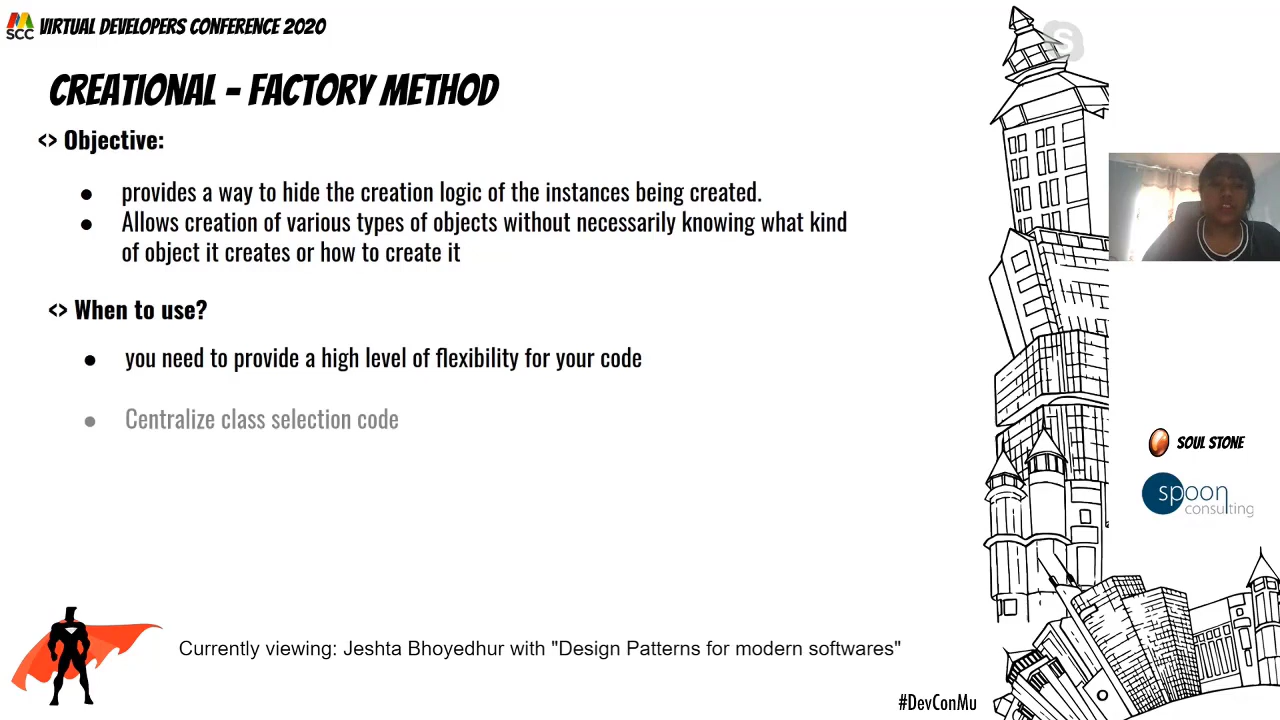 SCC VIRTUAL DEVELOPERS CONFERENCE 2020
CREATIONAL - FACTORY METHOD
<> Objective:
● provides a way to hide the creation logic of the instances being created.
● Allows creation of various types of objects without necessarily knowing what kind
of object it creates or how to create it
<> When to use?
● you need to provide a high level of flexibility for your code
● Centralize class selection code
S
SOUL STONE
spoon
consulting
Currently viewing: Jeshta Bhoyedhur with "Design Patterns for modern softwares"
#DevConMu